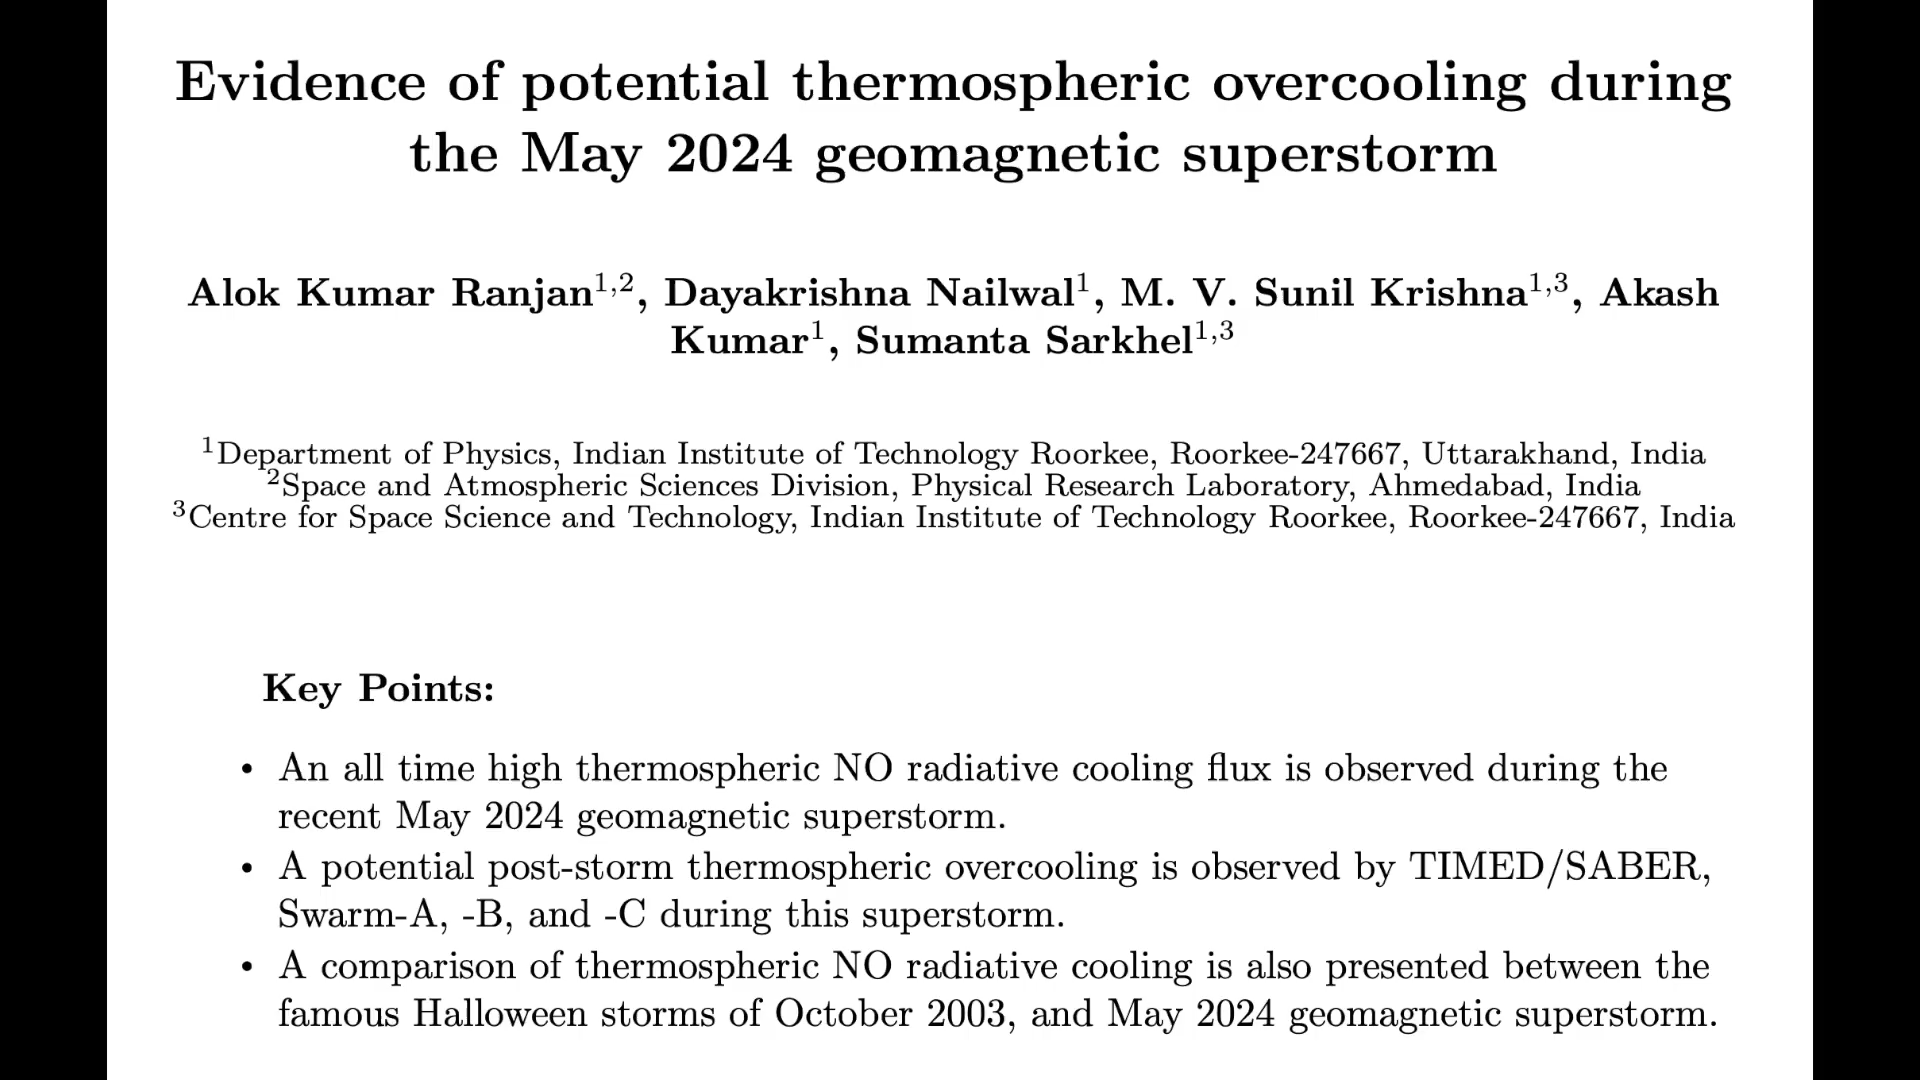 Evidence of potential thermospheric overcooling during
the May 2024 geomagnetic superstorm
Alok Kumar Ranjan1,2, Dayakrishna Nailwal1, M. V. Sunil Krishna1,3, Akash
Kumar1, Sumanta Sarkhel1,3
1Department of Physics, Indian Institute of Technology Roorkee, Roorkee-247667, Uttarakhand, India
2Space and Atmospheric Sciences Division, Physical Research Laboratory, Ahmedabad, India
3Centre for Space Science and Technology, Indian Institute of Technology Roorkee, Roorkee-247667, India
Key Points:
• An all time high thermospheric NO radiative cooling flux is observed during the
recent May 2024 geomagnetic superstorm.
• A potential post-storm thermospheric overcooling is observed by TIMED/SABER,
Swarm-A, -B, and -C during this superstorm.
• A comparison of thermospheric NO radiative cooling is also presented between the
famous Halloween storms of October 2003, and May 2024 geomagnetic superstorm.